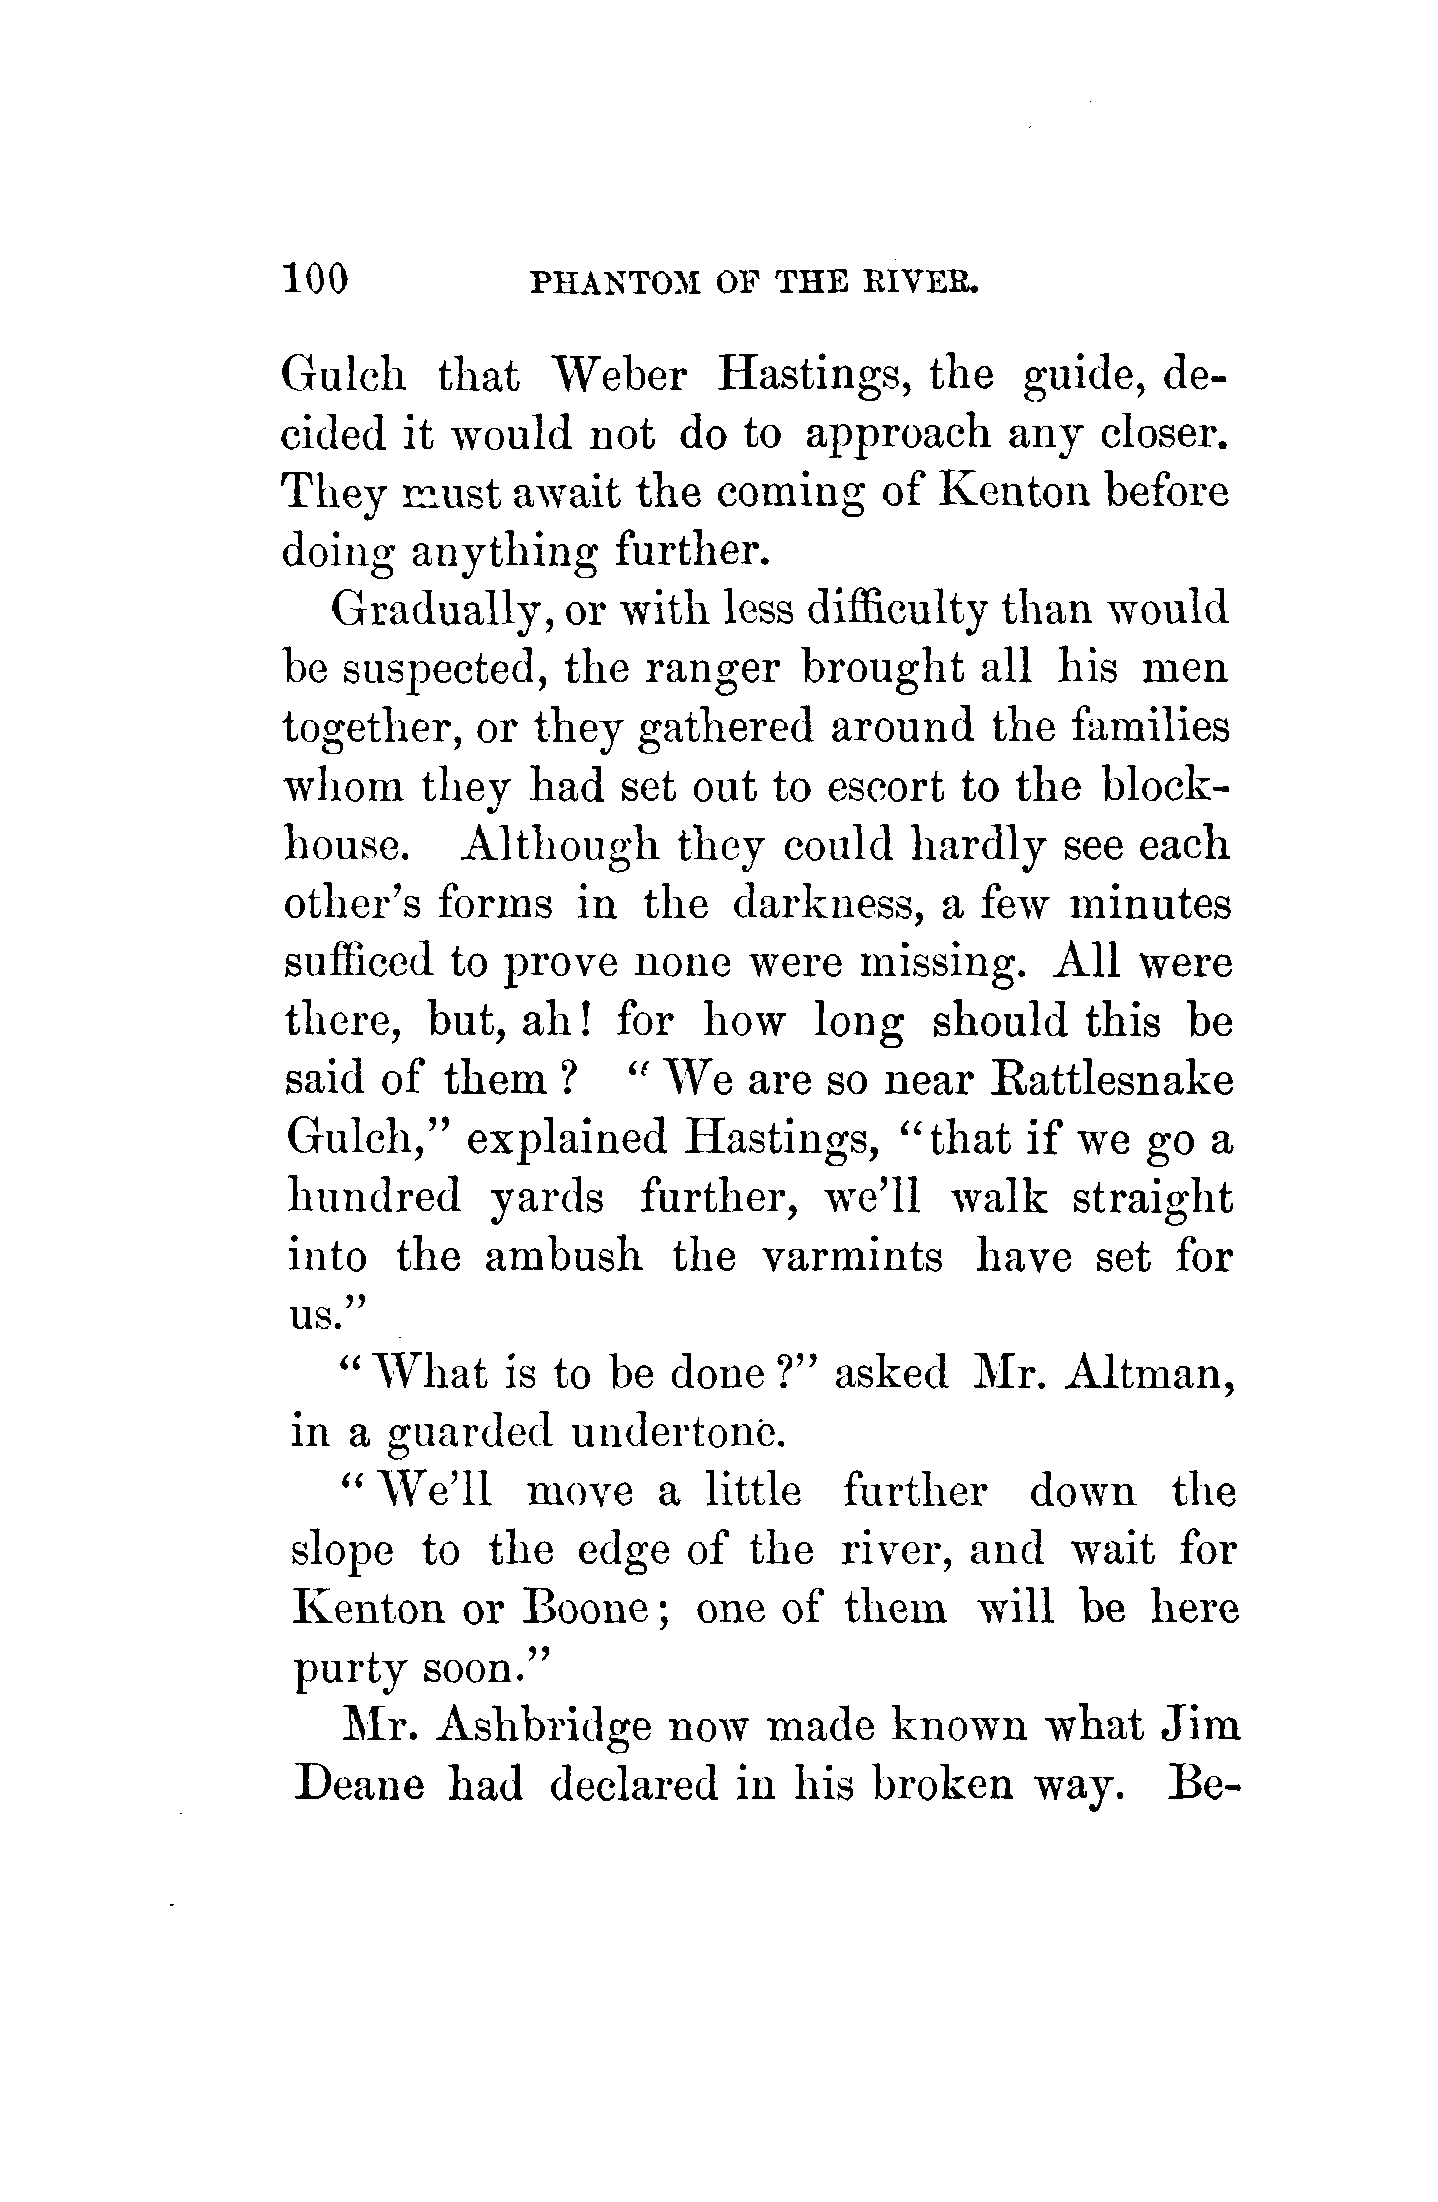 100 PHANTOM OF THE RIVER.
Gulch that Weber Hastings, the guide, de-
cided it would not do to approach any closer.
They must await the coming of Kenton before
doing anything further.
Gradually, or with less difficulty than would
be suspected, the ranger brought all his men
together, or they gathered around the families
whom they had set out to escort to the block-
house. Although they could hardly see each
other's forms in the darkness, a few minutes
sufficed to prove none were missing. All were
there, but, ah! for how long should this be
said of them? "We are so near Rattlesnake
Gulch," explained Hastings, "that if we go a
hundred yards further, we'll walk straight
into the ambush the varmints have set for
us."
"What is to be done?" asked Mr. Altman,
in a guarded undertone.
"We'll move a little further down the
slope to the edge of the river, and wait for
Kenton or Boone; one of them will be here
purty soon."
Mr. Ashbridge now made known what Jim
Deane had declared in his broken way. Be-